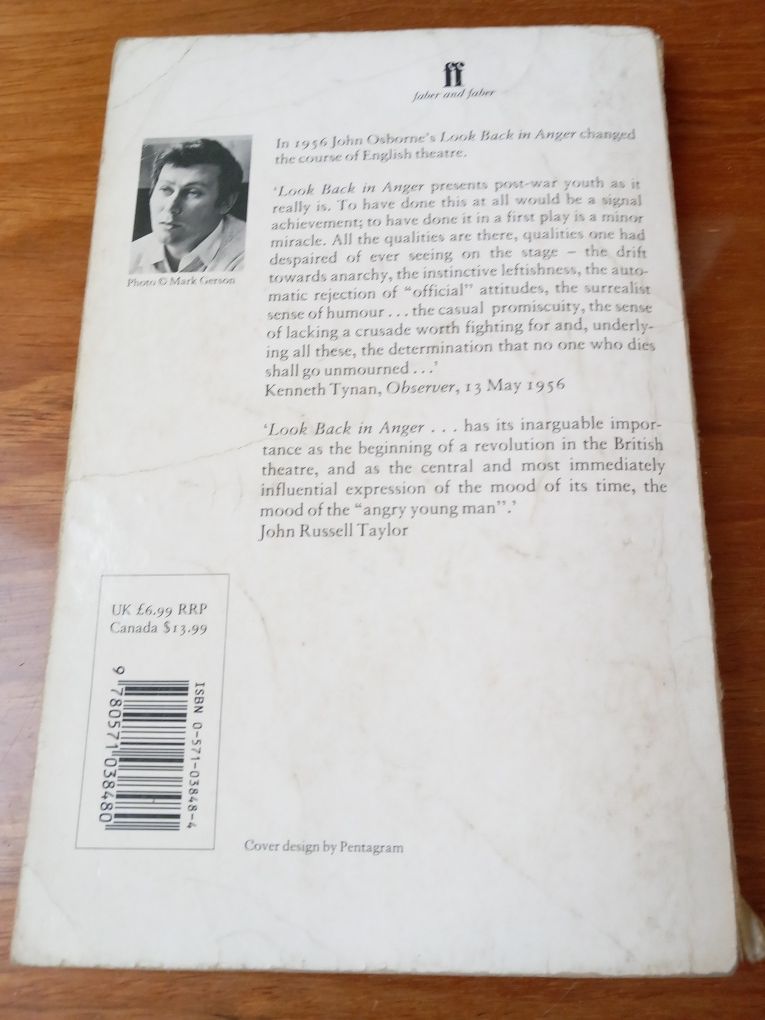 ff
faber and faber
In 1956 John Osborne's Look Back in Anger changed
the course of English theatre.
'Look Back in Anger presents post-war youth as it
really is. To have done this at all would be a signal
achievement; to have done it in a first play is a minor
miracle. All the qualities are there, qualities one had
despaired of ever seeing on the stage – the drift
towards anarchy, the instinctive leftishness, the auto-
matic rejection of "official" attitudes, the surrealist
sense of humour . . . the casual promiscuity, the sense
of lacking a crusade worth fighting for and, underly-
ing all these, the determination that no one who dies
shall go unmourned . . .'
Kenneth Tynan, Observer, 13 May 1956
Photo © Mark Gerson
'Look Back in Anger . . . has its inarguable impor-
tance as the beginning of a revolution in the British
theatre, and as the central and most immediately
influential expression of the mood of its time, the
mood of the "angry young man".'
John Russell Taylor
UK £6.99 RRP
Canada $13.99
ISBN 0-571-03848-4
9 780571 038480
Cover design by Pentagram